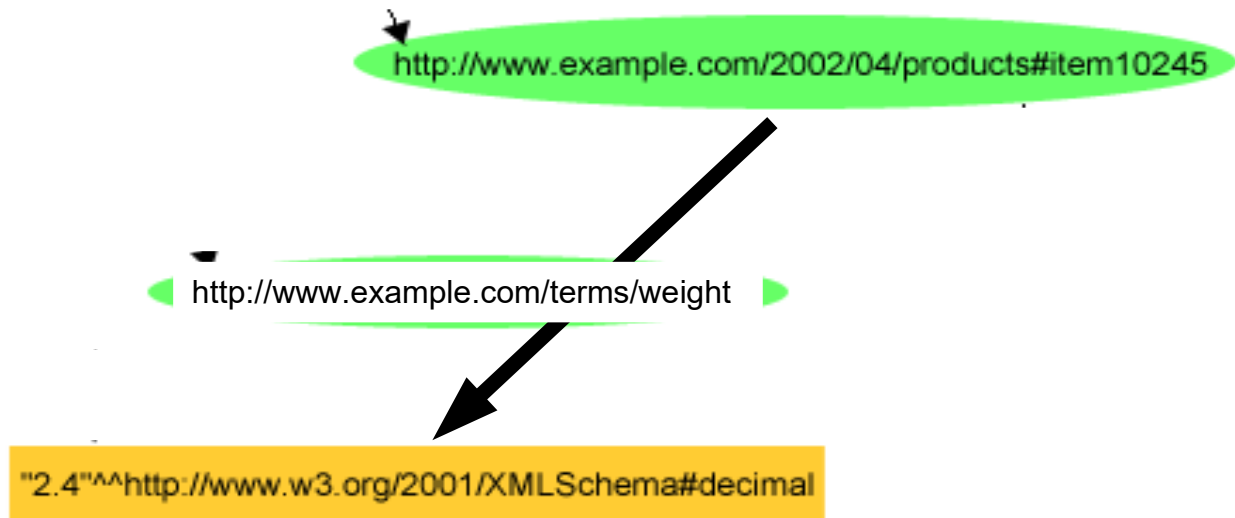 http://www.example.com/2002/04/products#item10245
http://www.example.com/terms/weight
"2.4"^^http://www.w3.org/2001/XMLSchema#decimal